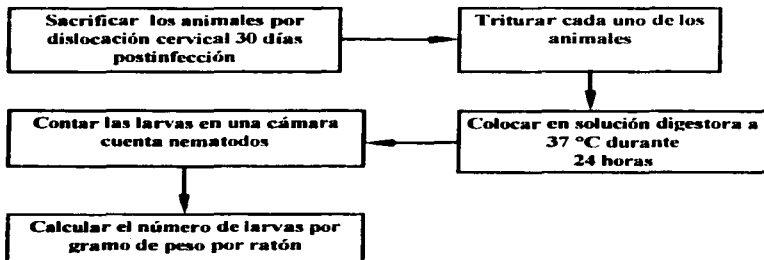 Sacrificar los animales por
dislocación cervical 30 días
postinfección
Triturar cada uno de los
animales
Colocar en solución digestora a
37 °C durante
24 horas
Contar las larvas en una cámara
cuenta nematodos
Calcular el número de larvas por
gramo de peso por ratón